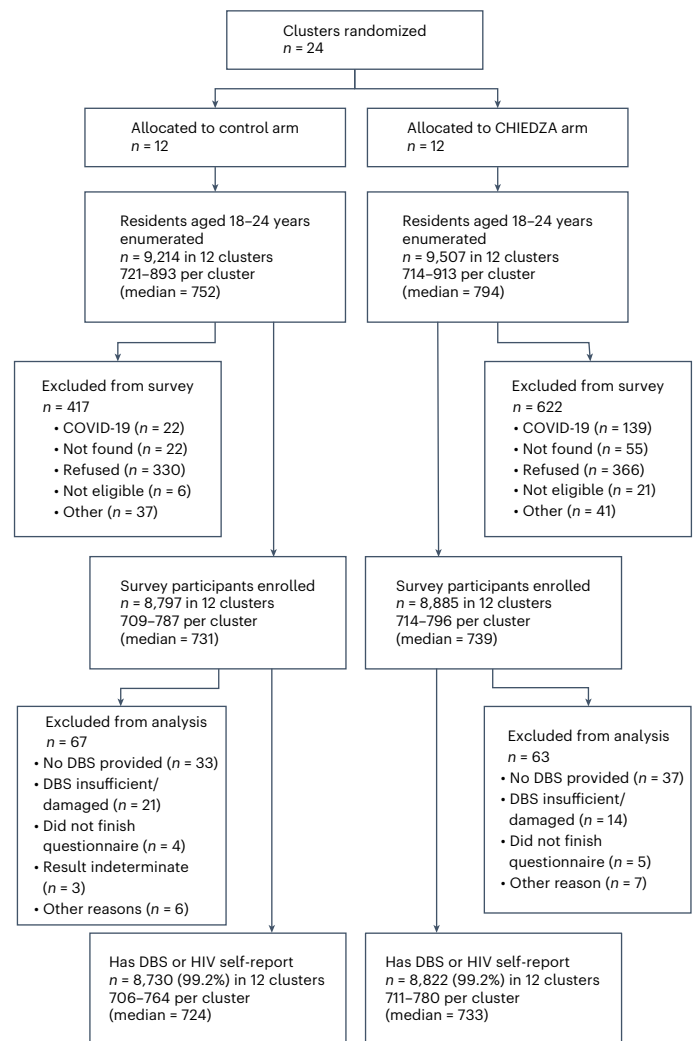 Clusters randomized
n = 24
Allocated to control arm
n = 12
Allocated to CHIEDZA arm
n = 12
Residents aged 18–24 years
enumerated
n = 9,214 in 12 clusters
721–893 per cluster
(median = 752)
Residents aged 18–24 years
enumerated
n = 9,507 in 12 clusters
714–913 per cluster
(median = 794)
Excluded from survey
n = 417
• COVID-19 (n = 22)
• Not found (n = 22)
• Refused (n = 330)
• Not eligible (n = 6)
• Other (n = 37)
Excluded from survey
n = 622
• COVID-19 (n = 139)
• Not found (n = 55)
• Refused (n = 366)
• Not eligible (n = 21)
• Other (n = 41)
Survey participants enrolled
n = 8,797 in 12 clusters
709–787 per cluster
(median = 731)
Survey participants enrolled
n = 8,885 in 12 clusters
714–796 per cluster
(median = 739)
Excluded from analysis
n = 67
• No DBS provided (n = 33)
• DBS insufficient/
damaged (n = 21)
• Did not finish
questionnaire (n = 4)
• Result indeterminate
(n = 3)
• Other reasons (n = 6)
Excluded from analysis
n = 63
• No DBS provided (n = 37)
• DBS insufficient/
damaged (n = 14)
• Did not finish
questionnaire (n = 5)
• Other reason (n = 7)
Has DBS or HIV self-report
n = 8,730 (99.2%) in 12 clusters
706–764 per cluster
(median = 724)
Has DBS or HIV self-report
n = 8,822 (99.2%) in 12 clusters
711–780 per cluster
(median = 733)